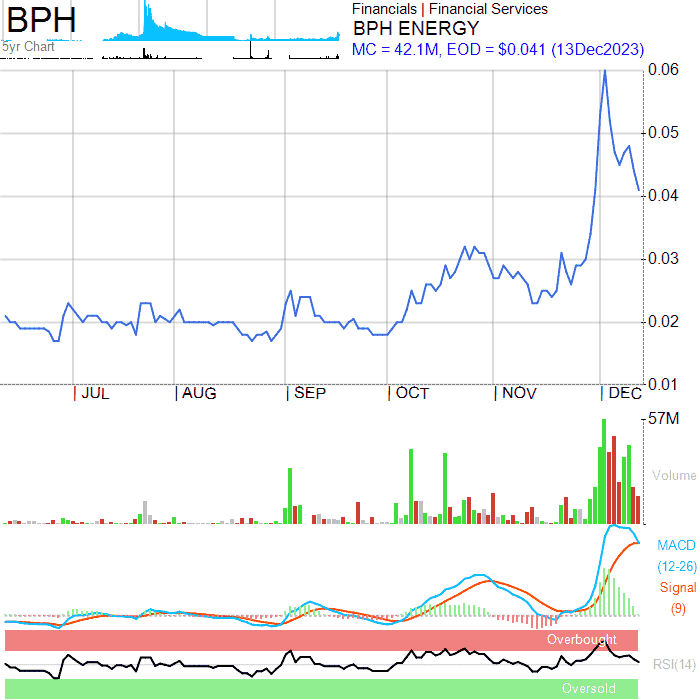 BPH
5yr Chart
Financials | Financial Services
BPH ENERGY
MC = 42.1M, EOD = $0.041 (13Dec2023)
0.06
0.05
0.04
0.03
0.02
0.01
| JUL | AUG | SEP | OCT | NOV | DEC
57M
Volume
MACD
(12-26)
Signal
(9)
Overbought
RSI(14)
Oversold